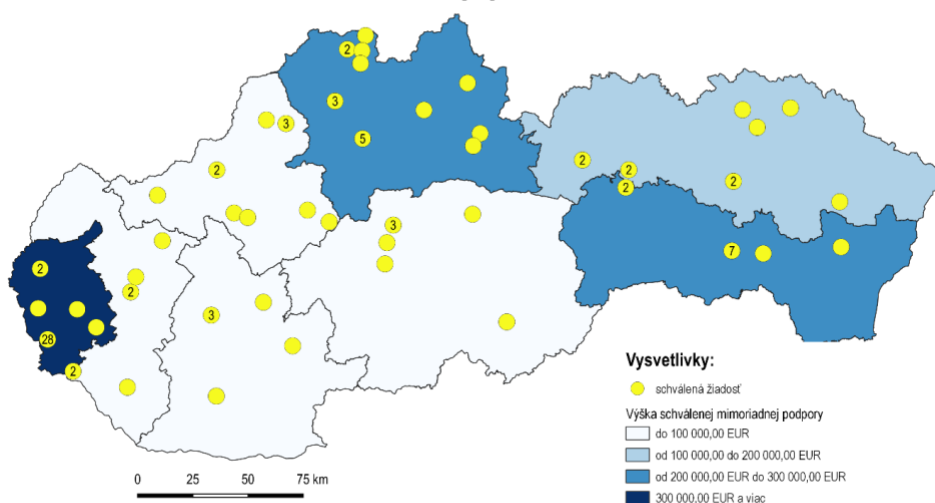 2
3
3
5
2
2
2
2
2
3
7
2
2
3
28
2
Vysvetlivky:
schválená žiadosť
Výška schválenej mimoriadnej podpory
do 100 000,00 EUR
od 100 000,00 do 200 000,00 EUR
od 200 000,00 EUR do 300 000,00 EUR
300 000,00 EUR a viac
0 25 50 75 km